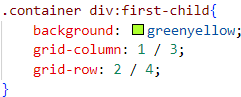 .container div:first-child{
    background: greenyellow;
    grid-column: 1 / 3;
    grid-row: 2 / 4;
}